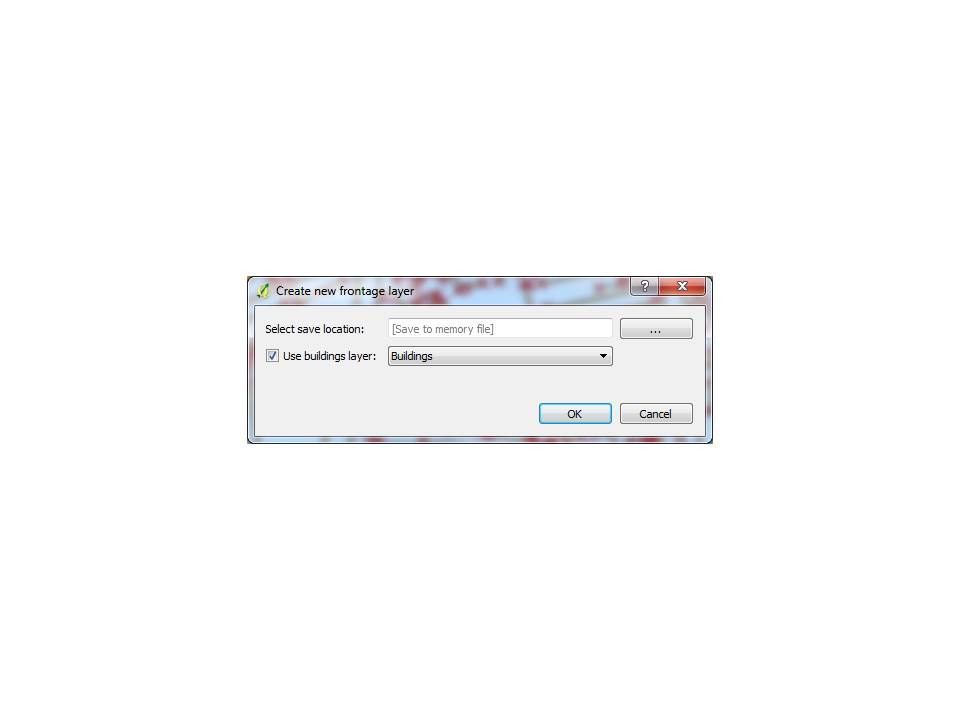 Create new frontage layer
?
Select save location: [Save to memory file] ...
Use buildings layer: Buildings
OK Cancel